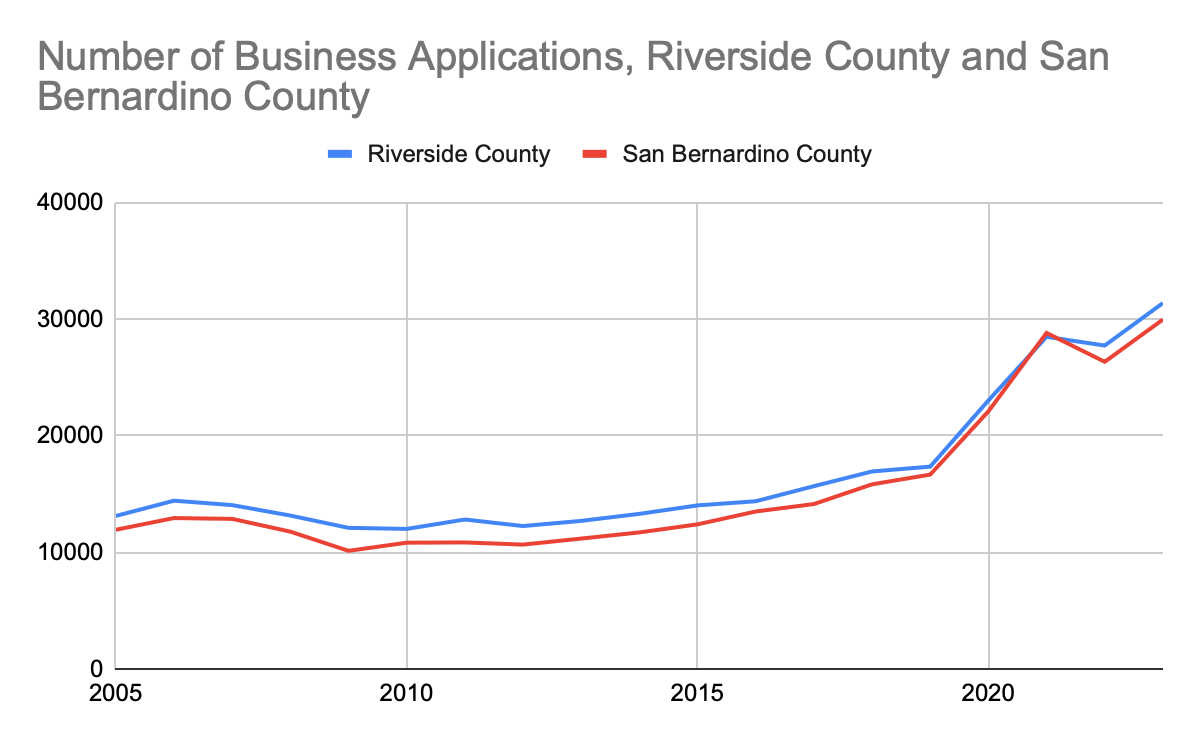 Number of Business Applications, Riverside County and San
Bernardino County
Riverside County
San Bernardino County
40000
30000
20000
10000
0
2005
2010
2015
2020